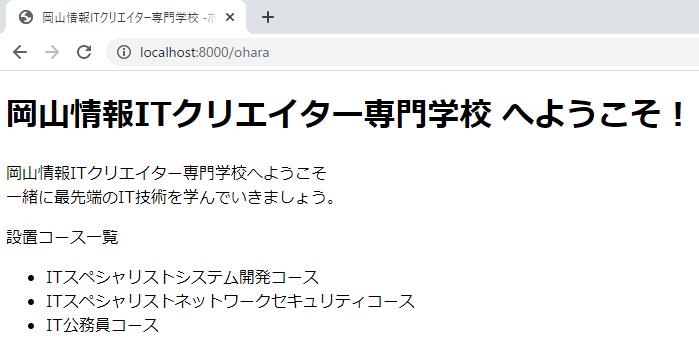 岡山情報ITクリエイター専門学校 -ホ
localhost:8000/ohara
岡山情報ITクリエイター専門学校 へようこそ！
岡山情報ITクリエイター専門学校へようこそ
一緒に最先端のIT技術を学んでいきましょう。
設置コース一覧
ITスペシャリストシステム開発コース
ITスペシャリストネットワークセキュリティコース
IT公務員コース